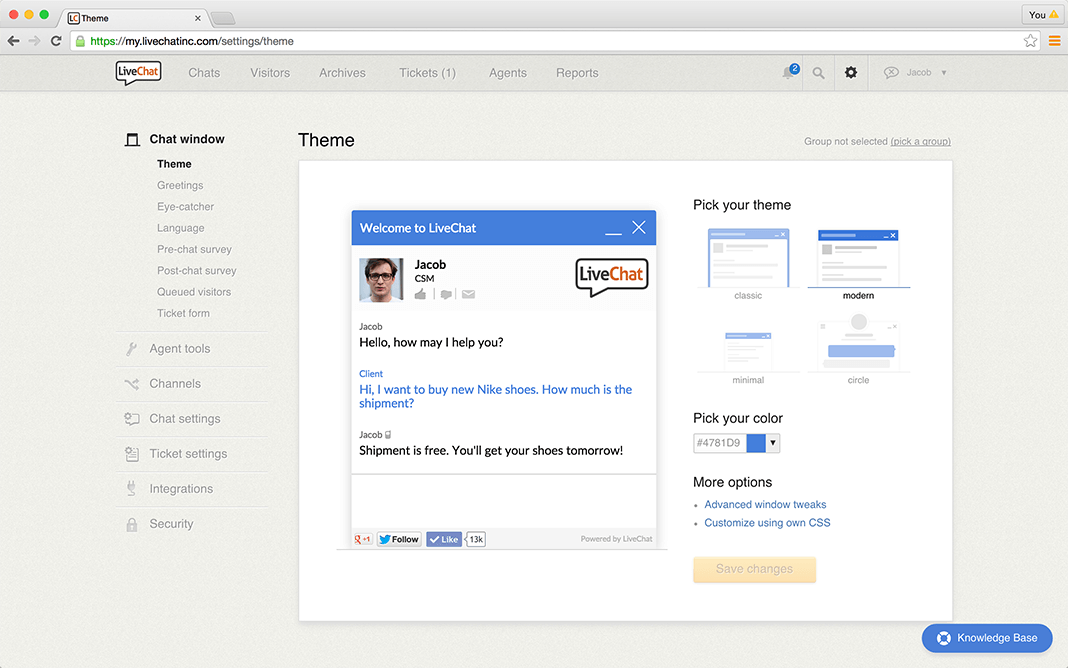 Theme
You
https://my.livechatinc.com/settings/theme
LiveChat
Chats
Visitors
Archives
Tickets (1)
Agents
Reports
2
Jacob
Chat window
Theme
Greetings
Eye-catcher
Language
Pre-chat survey
Post-chat survey
Queued visitors
Ticket form
Agent tools
Channels
Chat settings
Ticket settings
Integrations
Security
Theme
Group not selected (pick a group)
Welcome to LiveChat
Jacob
CSM
LiveChat
Jacob
Hello, how may I help you?
Client
Hi, I want to buy new Nike shoes. How much is the
shipment?
Jacob
Shipment is free. You'll get your shoes tomorrow!
g +1
Follow
Like
13k
Powered by LiveChat
Pick your theme
classic
modern
minimal
circle
Pick your color
#4781D9
More options
Advanced window tweaks
Customize using own CSS
Save changes
Knowledge Base